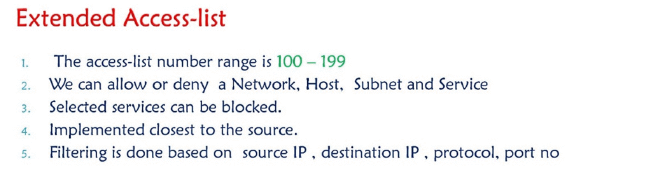 Extended Access-list
1. The access-list number range is 100 – 199
2. We can allow or deny a Network, Host, Subnet and Service
3. Selected services can be blocked.
4. Implemented closest to the source.
5. Filtering is done based on source IP , destination IP , protocol, port no